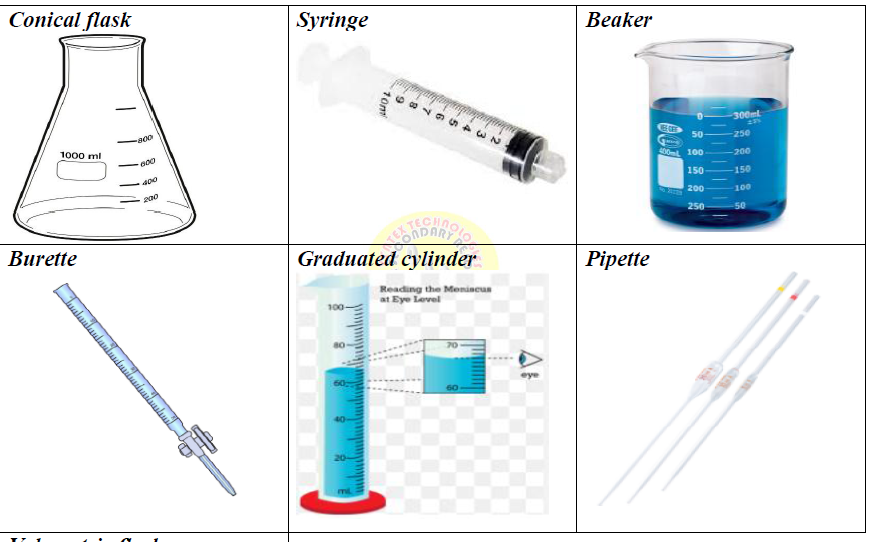 Conical flask
1000 ml
800
600
400
200
Syringe
10ml
9
8
7
6
5
4
3
2
Beaker
0 300mL
±5%
50 250
400mL 100 200
150 150
200 100
250 50
Burette
Graduated cylinder
Reading the Meniscus
at Eye Level
100
80
60
40
20
mL
70
60
eye
Pipette